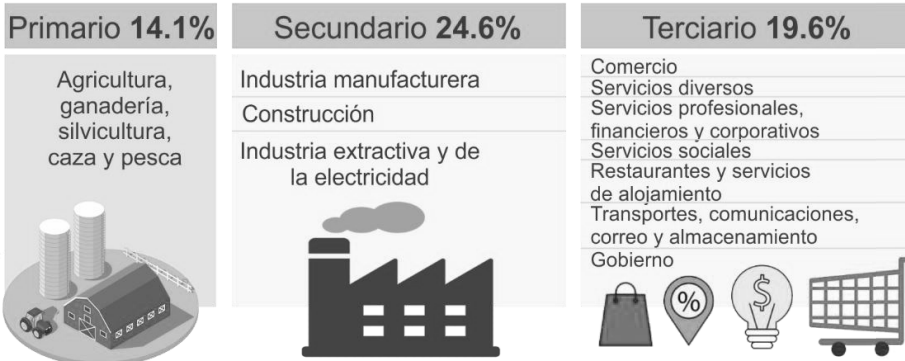 Primario 14.1%
Agricultura,
ganadería,
silvicultura,
caza y pesca
Secundario 24.6%
Industria manufacturera
Construcción
Industria extractiva y de
la electricidad
Terciario 19.6%
Comercio
Servicios diversos
Servicios profesionales,
financieros y corporativos
Servicios sociales
Restaurantes y servicios
de alojamiento
Transportes, comunicaciones,
correo y almacenamiento
Gobierno
%
$